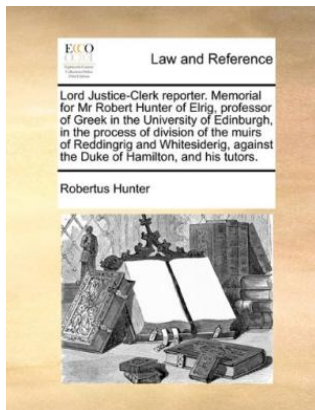 ECCO
Law and Reference
Lord Justice-Clerk reporter. Memorial
for Mr Robert Hunter of Elrig, professor
of Greek in the University of Edinburgh,
in the process of division of the muirs
of Reddingrig and Whitesiderig, against
the Duke of Hamilton, and his tutors.
Robertus Hunter